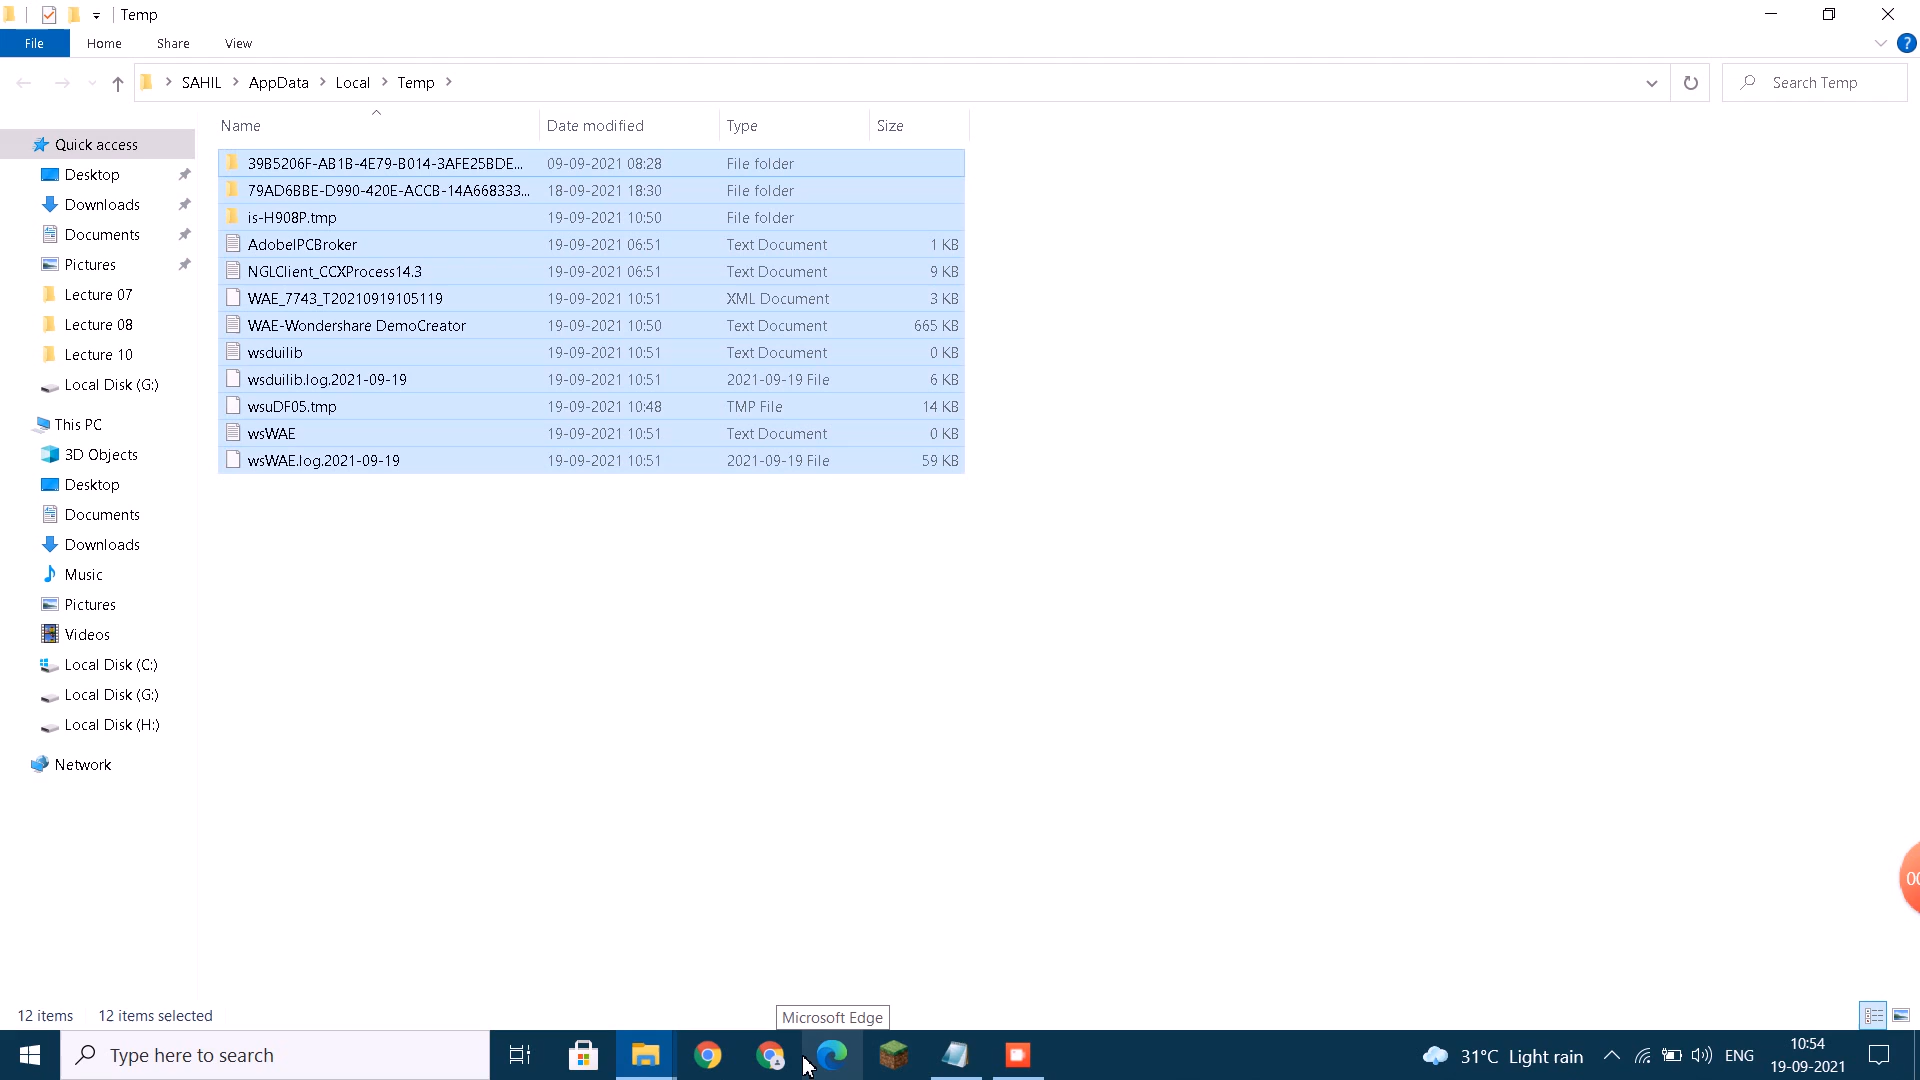 Temp
File Home Share View
SAHIL AppData Local Temp
Search Temp
Name Date modified Type Size
Quick access
Desktop
Downloads
Documents
Pictures
Lecture 07
Lecture 08
Lecture 10
Local Disk (G:)
This PC
3D Objects
Desktop
Documents
Downloads
Music
Pictures
Videos
Local Disk (C:)
Local Disk (G:)
Local Disk (H:)
Network
39B5206F-AB1B-4E79-B014-3AFE25BDE... 09-09-2021 08:28 File folder
79AD6BBE-D990-420E-ACCB-14A668333... 18-09-2021 18:30 File folder
is-H908P.tmp 19-09-2021 10:50 File folder
AdobeIPCBroker 19-09-2021 06:51 Text Document 1 KB
NGLClient_CCXProcess14.3 19-09-2021 06:51 Text Document 9 KB
WAE_7743_T20210919105119 19-09-2021 10:51 XML Document 3 KB
WAE-Wondershare DemoCreator 19-09-2021 10:50 Text Document 665 KB
wsduilib 19-09-2021 10:51 Text Document 0 KB
wsduilib.log.2021-09-19 19-09-2021 10:51 2021-09-19 File 6 KB
wsuDF05.tmp 19-09-2021 10:48 TMP File 14 KB
wsWAE 19-09-2021 10:51 Text Document 0 KB
wsWAE.log.2021-09-19 19-09-2021 10:51 2021-09-19 File 59 KB
00
12 items 12 items selected
Microsoft Edge
Type here to search
31°C Light rain
ENG
10:54
19-09-2021